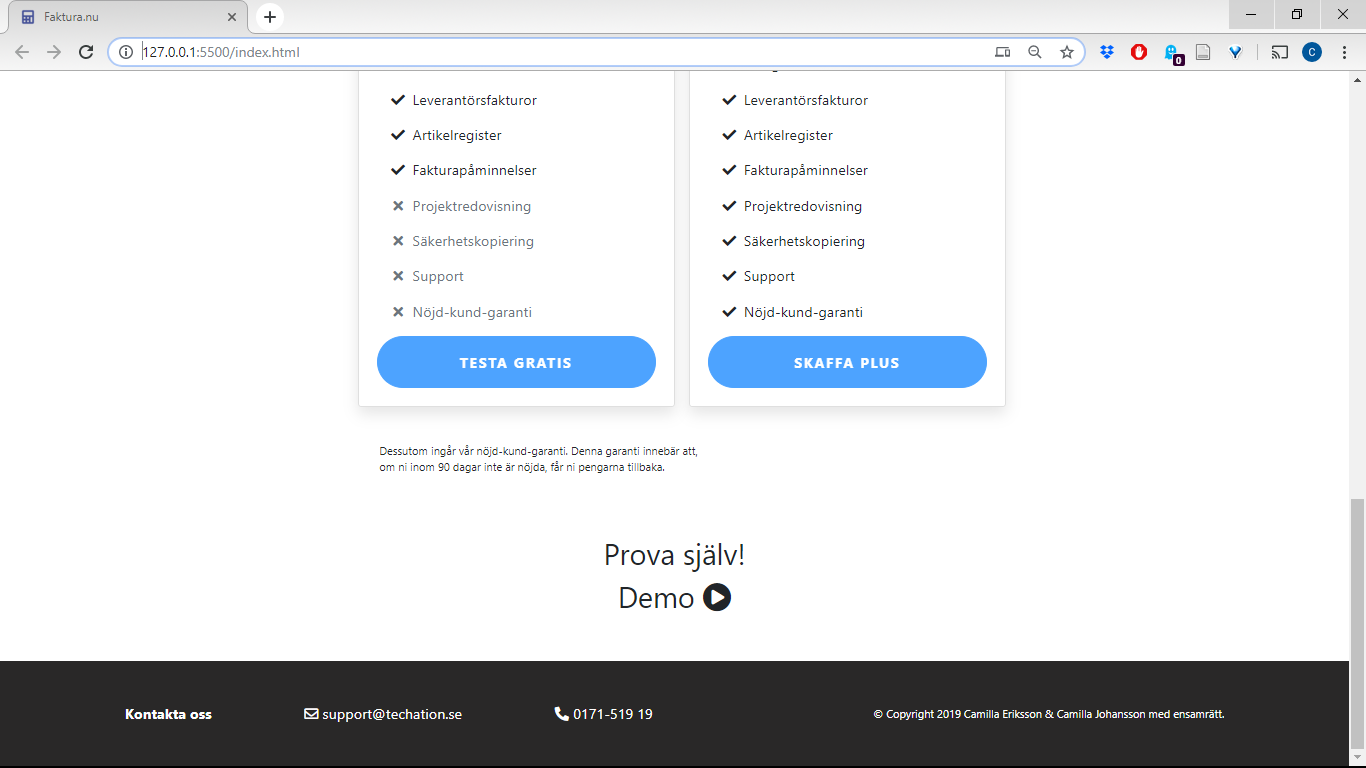 Faktura.nu
127.0.0.1:5500/index.html
0
C
Leverantörsfakturor
Artikelregister
Fakturapåminnelser
Projektredovisning
Säkerhetskopiering
Support
Nöjd-kund-garanti
TESTA GRATIS
Leverantörsfakturor
Artikelregister
Fakturapåminnelser
Projektredovisning
Säkerhetskopiering
Support
Nöjd-kund-garanti
SKAFFA PLUS
Dessutom ingår vår nöjd-kund-garanti. Denna garanti innebär att,
om ni inom 90 dagar inte är nöjda, får ni pengarna tillbaka.
Prova själv!
Demo
Kontakta oss
support@techation.se
0171-519 19
© Copyright 2019 Camilla Eriksson & Camilla Johansson med ensamrätt.